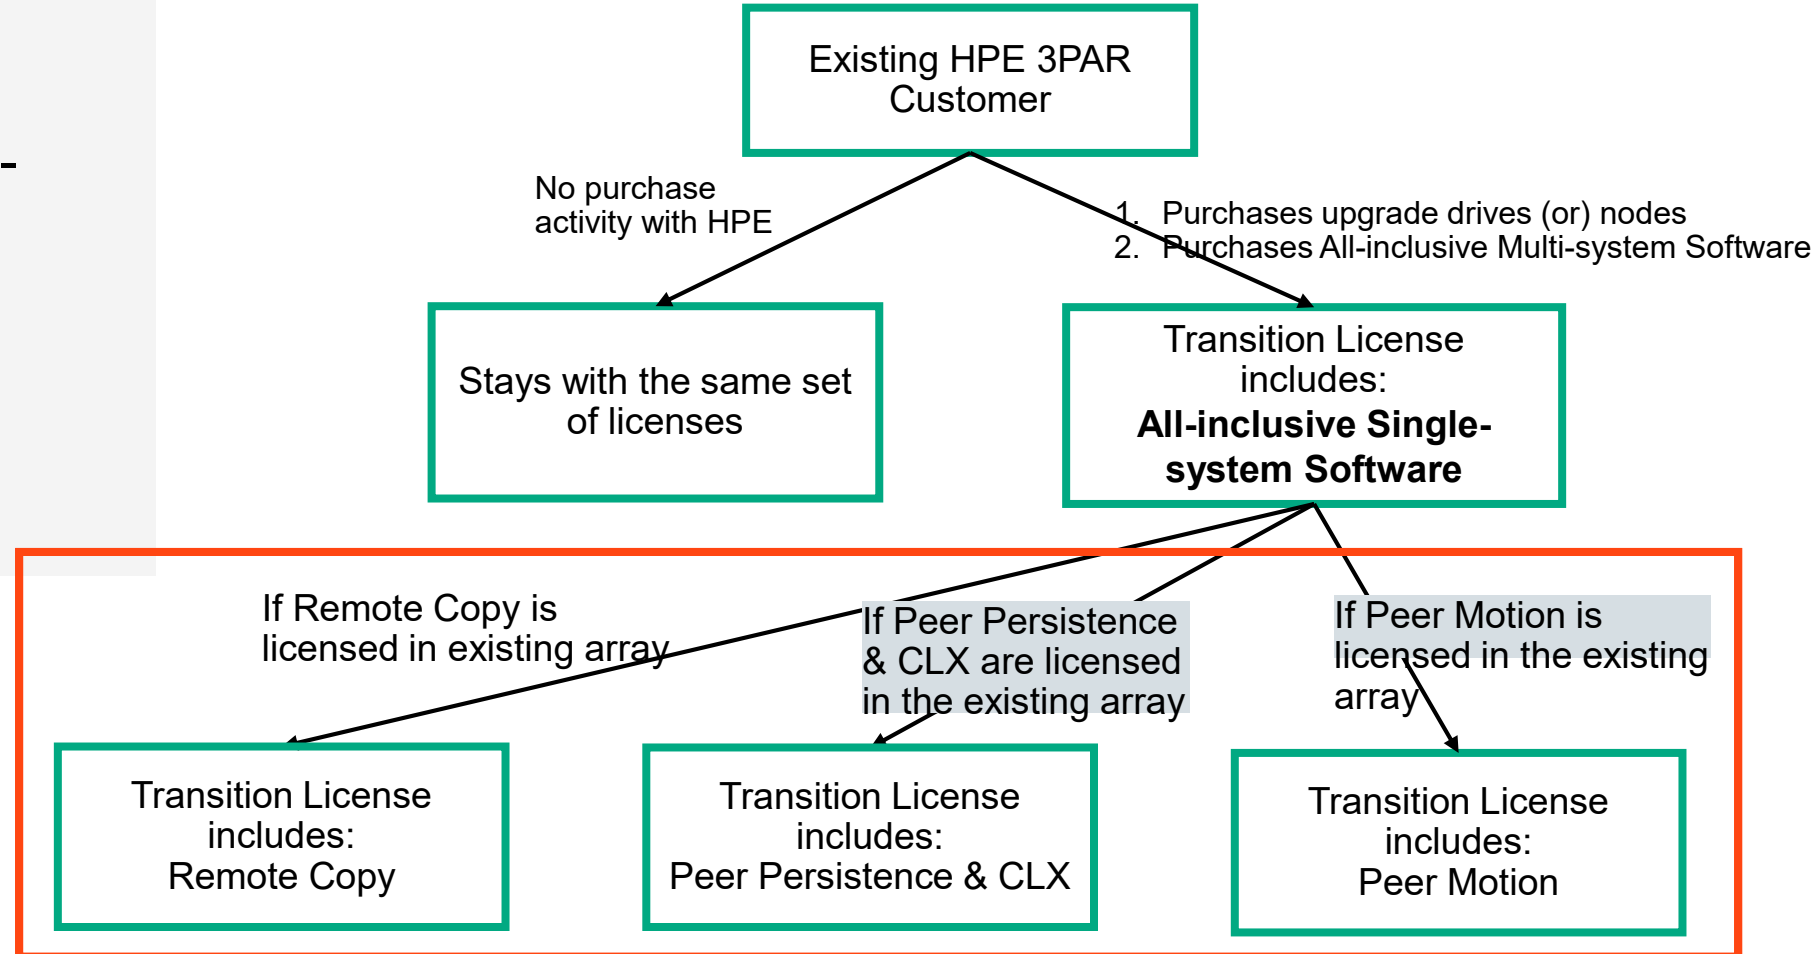 Existing HPE 3PAR
Customer
-
No purchase
activity with HPE
1. Purchases upgrade drives (or) nodes
2. Purchases All-inclusive Multi-system Software
Stays with the same set
of licenses
Transition License
includes:
All-inclusive Single-
system Software
If Remote Copy is
licensed in existing array
If Peer Persistence
& CLX are licensed
in the existing array
If Peer Motion is
licensed in the existing
array
Transition License
includes:
Remote Copy
Transition License
includes:
Peer Persistence & CLX
Transition License
includes:
Peer Motion